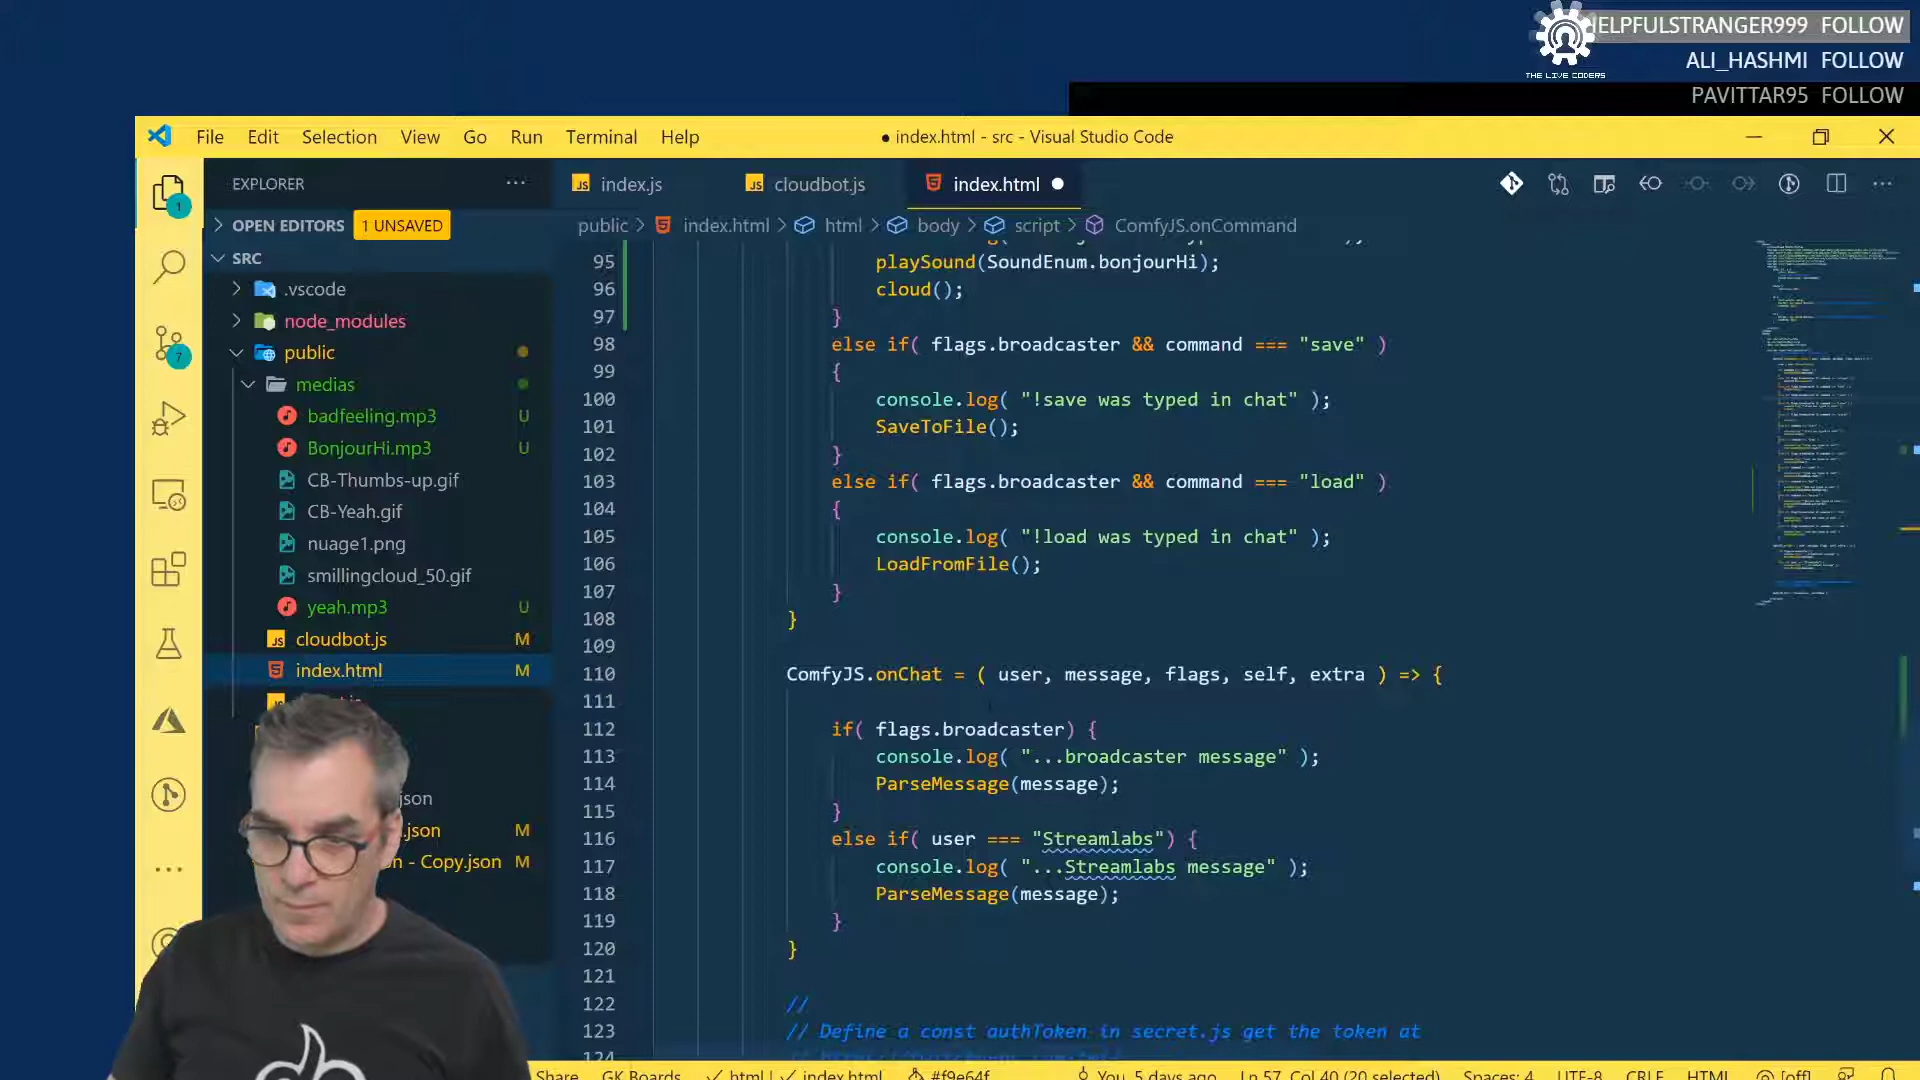 ELPFULSTRANGER999 FOLLOW
ALI_HASHMI FOLLOW
THE LIVE CODERS
PAVITTAR95 FOLLOW
File Edit Selection View Go Run Terminal Help
● index.html - src - Visual Studio Code
EXPLORER
index.js
cloudbot.js
index.html
OPEN EDITORS 1 UNSAVED
public > index.html > html > body > script > ComfyJS.onCommand
SRC
.vscode
node_modules
public
medias
badfeeling.mp3 U
BonjourHi.mp3 U
CB-Thumbs-up.gif
CB-Yeah.gif
nuage1.png
smillingcloud_50.gif
yeah.mp3 U
cloudbot.js M
index.html M
json
.json M
n - Copy.json M
1
7
95 playSound(SoundEnum.bonjourHi);
96 cloud();
97 }
98 else if( flags.broadcaster && command === "save" )
99 {
100 console.log( "!save was typed in chat" );
101 SaveToFile();
102 }
103 else if( flags.broadcaster && command === "load" )
104 {
105 console.log( "!load was typed in chat" );
106 LoadFromFile();
107 }
108 }
109
110 ComfyJS.onChat = ( user, message, flags, self, extra ) => {
111
112 if( flags.broadcaster) {
113 console.log( "...broadcaster message" );
114 ParseMessage(message);
115 }
116 else if( user === "Streamlabs") {
117 console.log( "...Streamlabs message" );
118 ParseMessage(message);
119 }
120 }
121
122 //
123 // Define a const authToken in secret.js get the token at
124
Share GK Boards ✓ html | ✓ index.html #f9e64f You, 5 days ago Ln 57, Col 40 (20 selected) Spaces: 4 UTF-8 CRLF HTML [off]